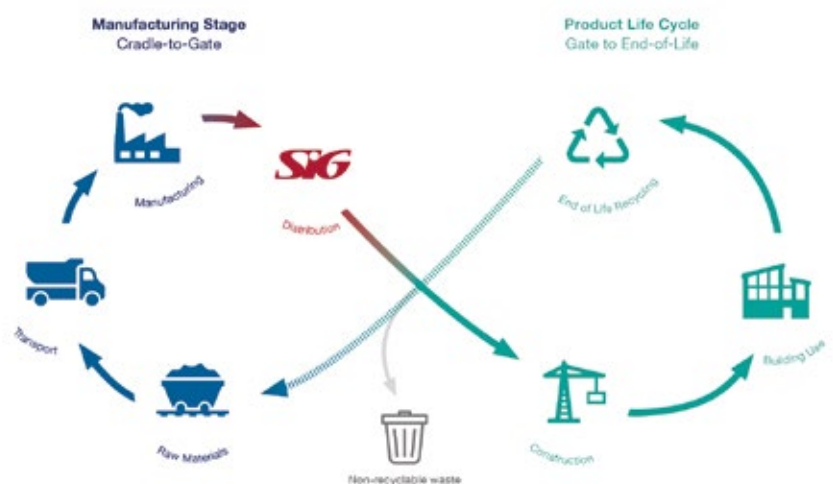 Manufacturing Stage
Cradle-to-Gate
Product Life Cycle
Gate to End-of-Life
Manufacturing
SiG
Distribution
End of Life Recycling
Transport
Building Use
Raw Materials
Construction
Non-recyclable waste